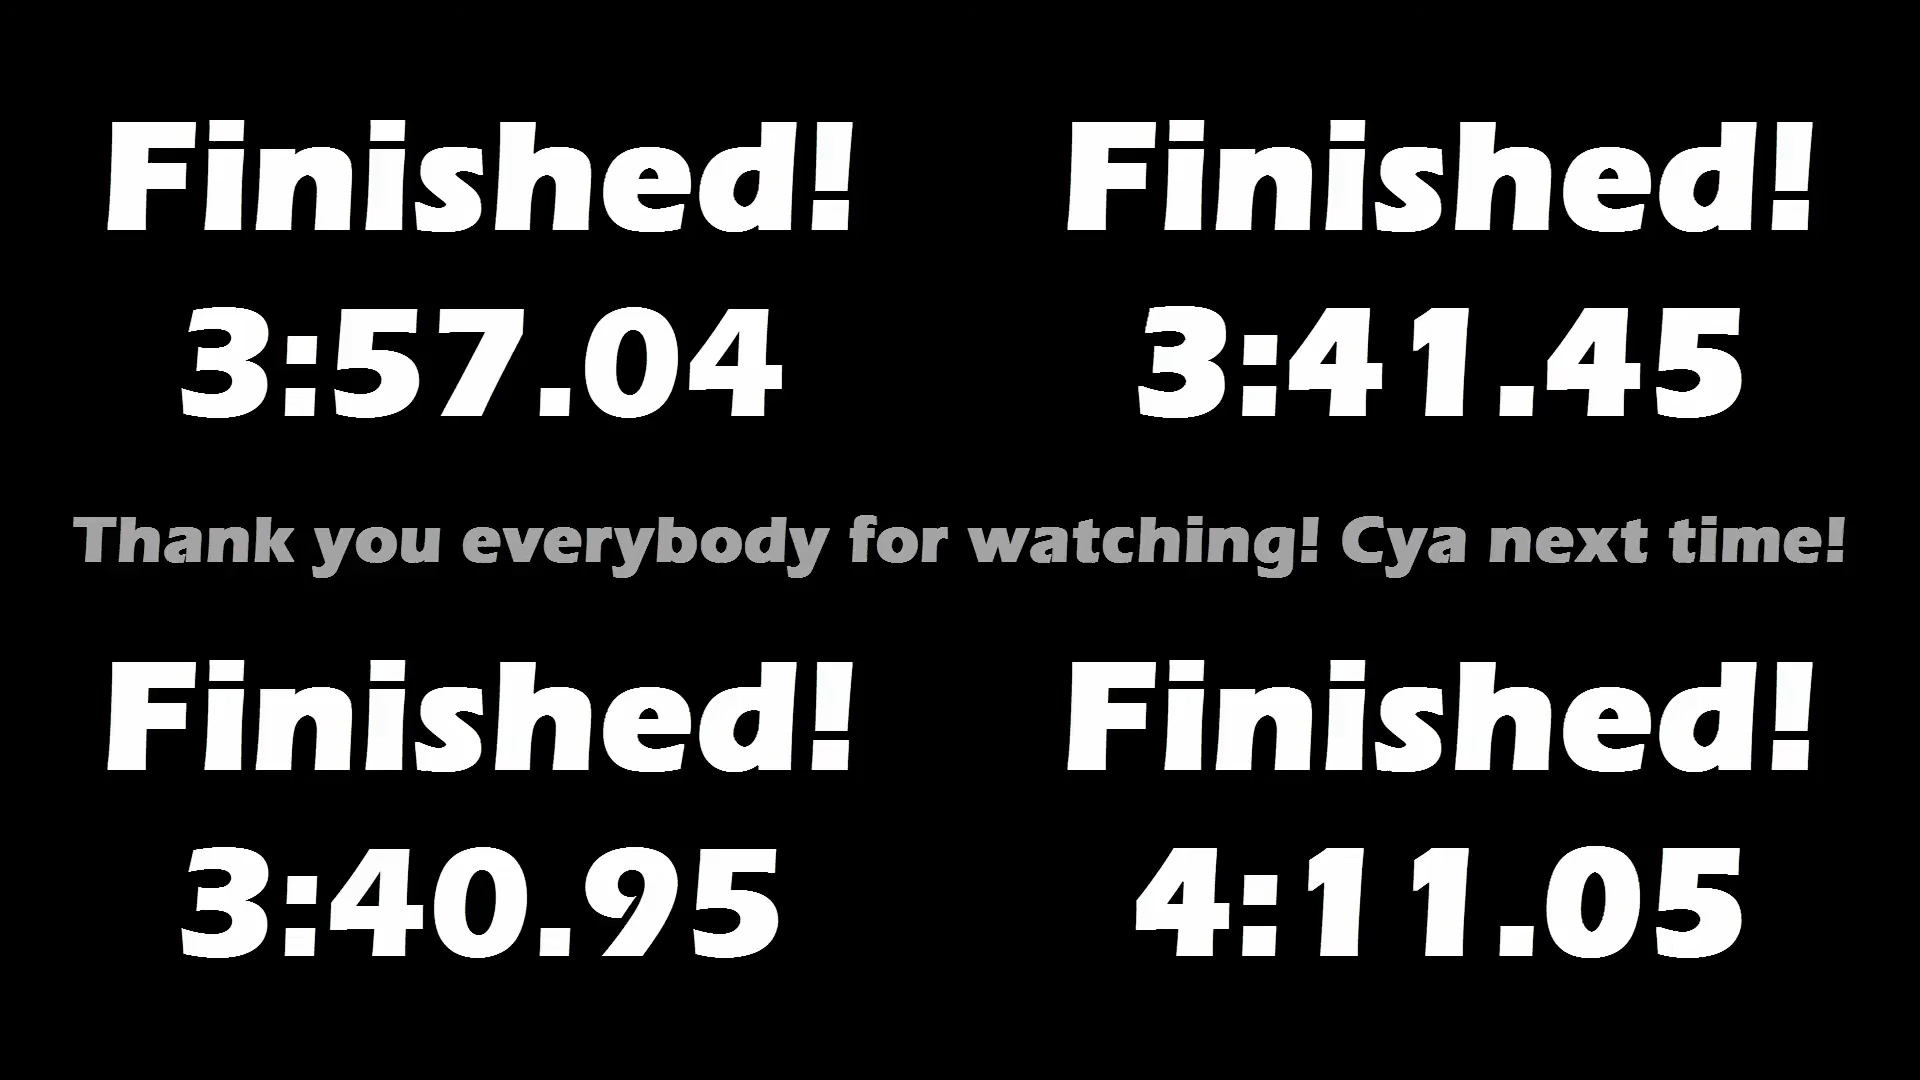 Finished! Finished!
3:57.04 3:41.45
Thank you everybody for watching! Cya next time!
Finished! Finished!
3:40.95 4:11.05